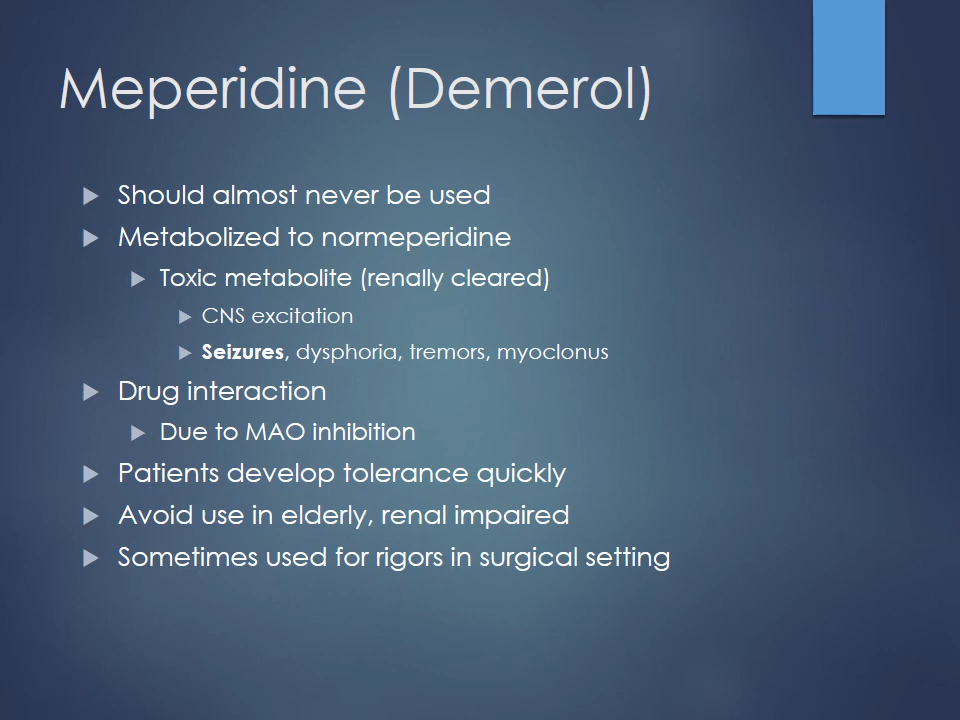 Meperidine (Demerol)
Should almost never be used
Metabolized to normeperidine
Toxic metabolite (renally cleared)
CNS excitation
Seizures, dysphoria, tremors, myoclonus
Drug interaction
Due to MAO inhibition
Patients develop tolerance quickly
Avoid use in elderly, renal impaired
Sometimes used for rigors in surgical setting